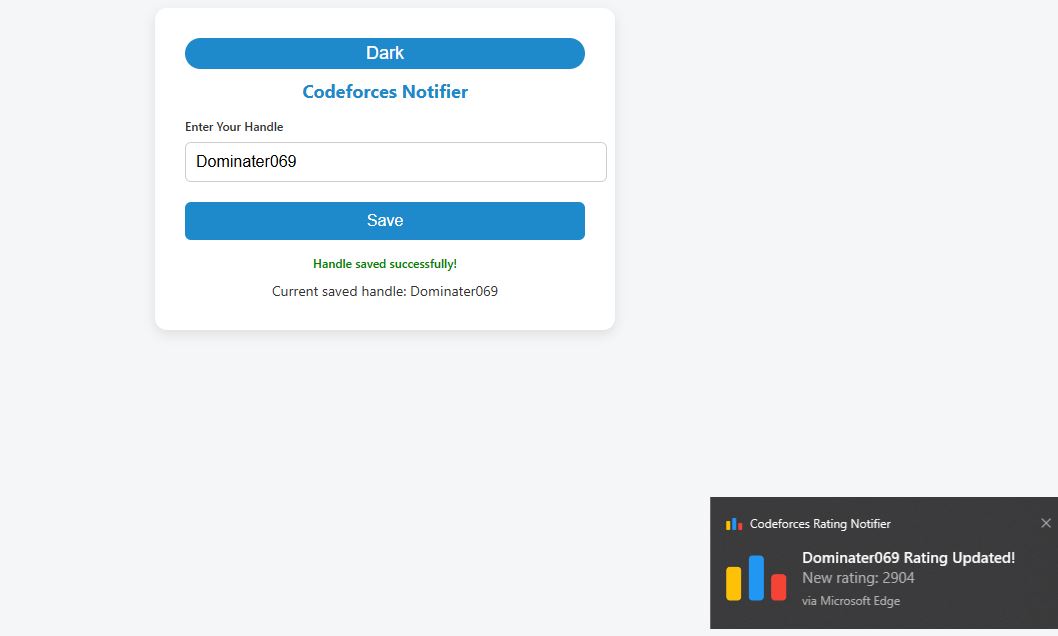 Dark
Codeforces Notifier
Enter Your Handle
Dominater069
Save
Handle saved successfully!
Current saved handle: Dominater069
Codeforces Rating Notifier
Dominater069 Rating Updated!
New rating: 2904
via Microsoft Edge